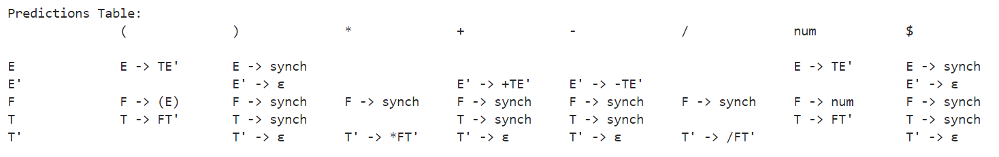 Predictions Table:
( ) * + - / num $
E E -> TE' E -> synch E -> TE' E -> synch
E' E' -> ε E' -> +TE' E' -> -TE' E' -> ε
F F -> (E) F -> synch F -> synch F -> synch F -> synch F -> synch F -> num F -> synch
T T -> FT' T -> synch T -> synch T -> synch T -> FT' T -> synch
T' T' -> ε T' -> *FT' T' -> ε T' -> ε T' -> /FT' T' -> ε